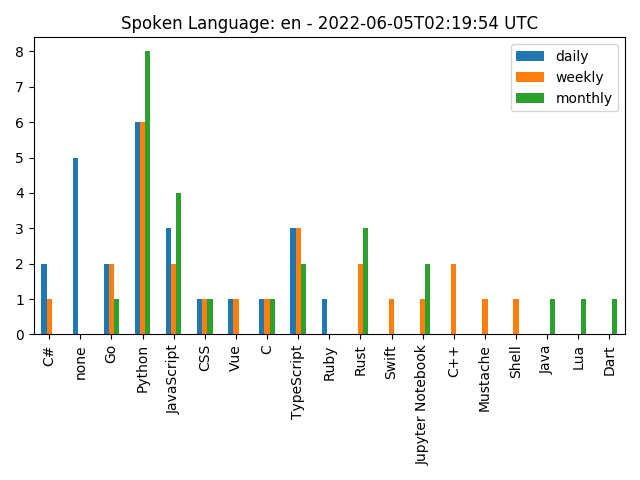 Spoken Language: en - 2022-06-05T02:19:54 UTC
daily
weekly
monthly
8
7
6
5
4
3
2
1
0
C#
none
Go
Python
JavaScript
CSS
Vue
C
TypeScript
Ruby
Rust
Swift
Jupyter Notebook
C++
Mustache
Shell
Java
Lua
Dart